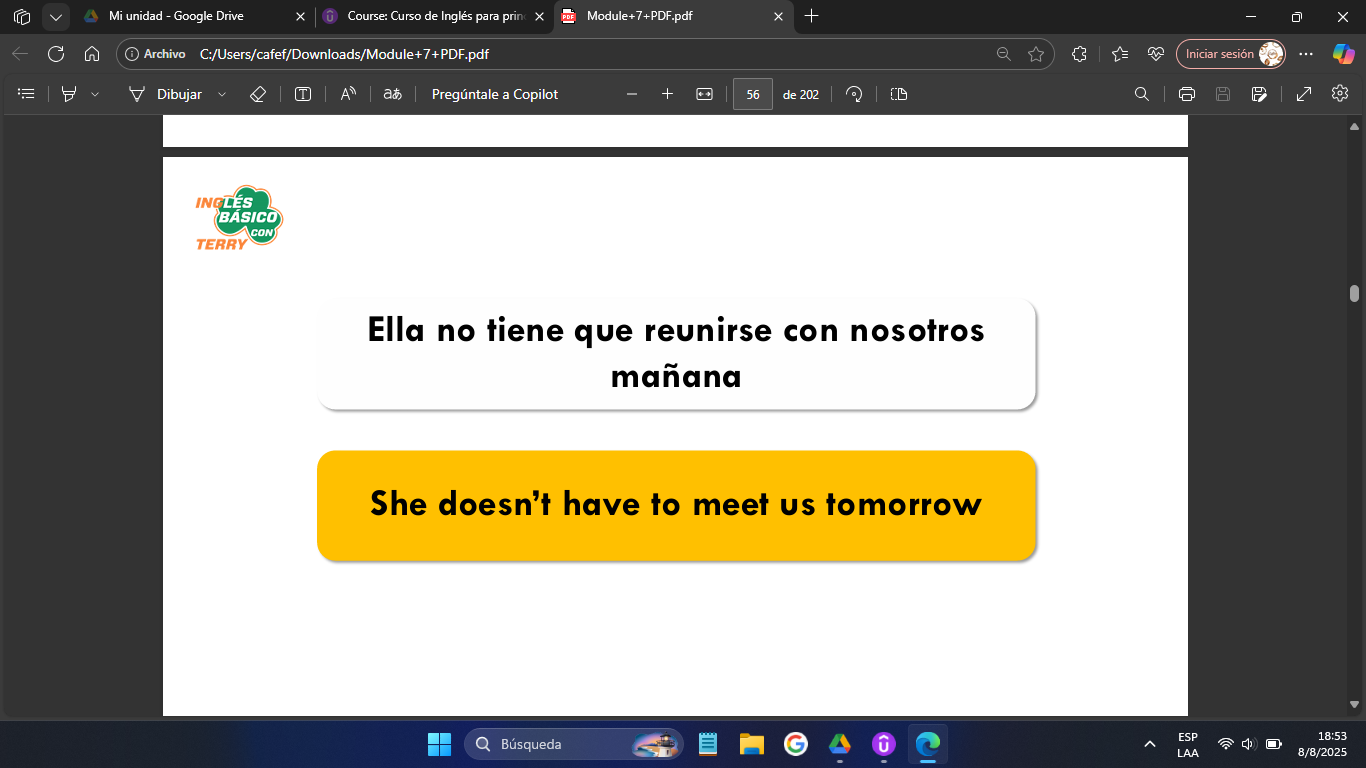 Mi unidad - Google Drive
Course: Curso de Inglés para prin
Module+7+PDF.pdf
Archivo
C:/Users/cafef/Downloads/Module+7+PDF.pdf
Iniciar sesión
Dibujar
aあ
Pregúntale a Copilot
56
de 202
INGLÉS
BÁSICO
CON
TERRY
Ella no tiene que reunirse con nosotros
mañana
She doesn’t have to meet us tomorrow
Búsqueda
ESP
LAA
18:53
8/8/2025